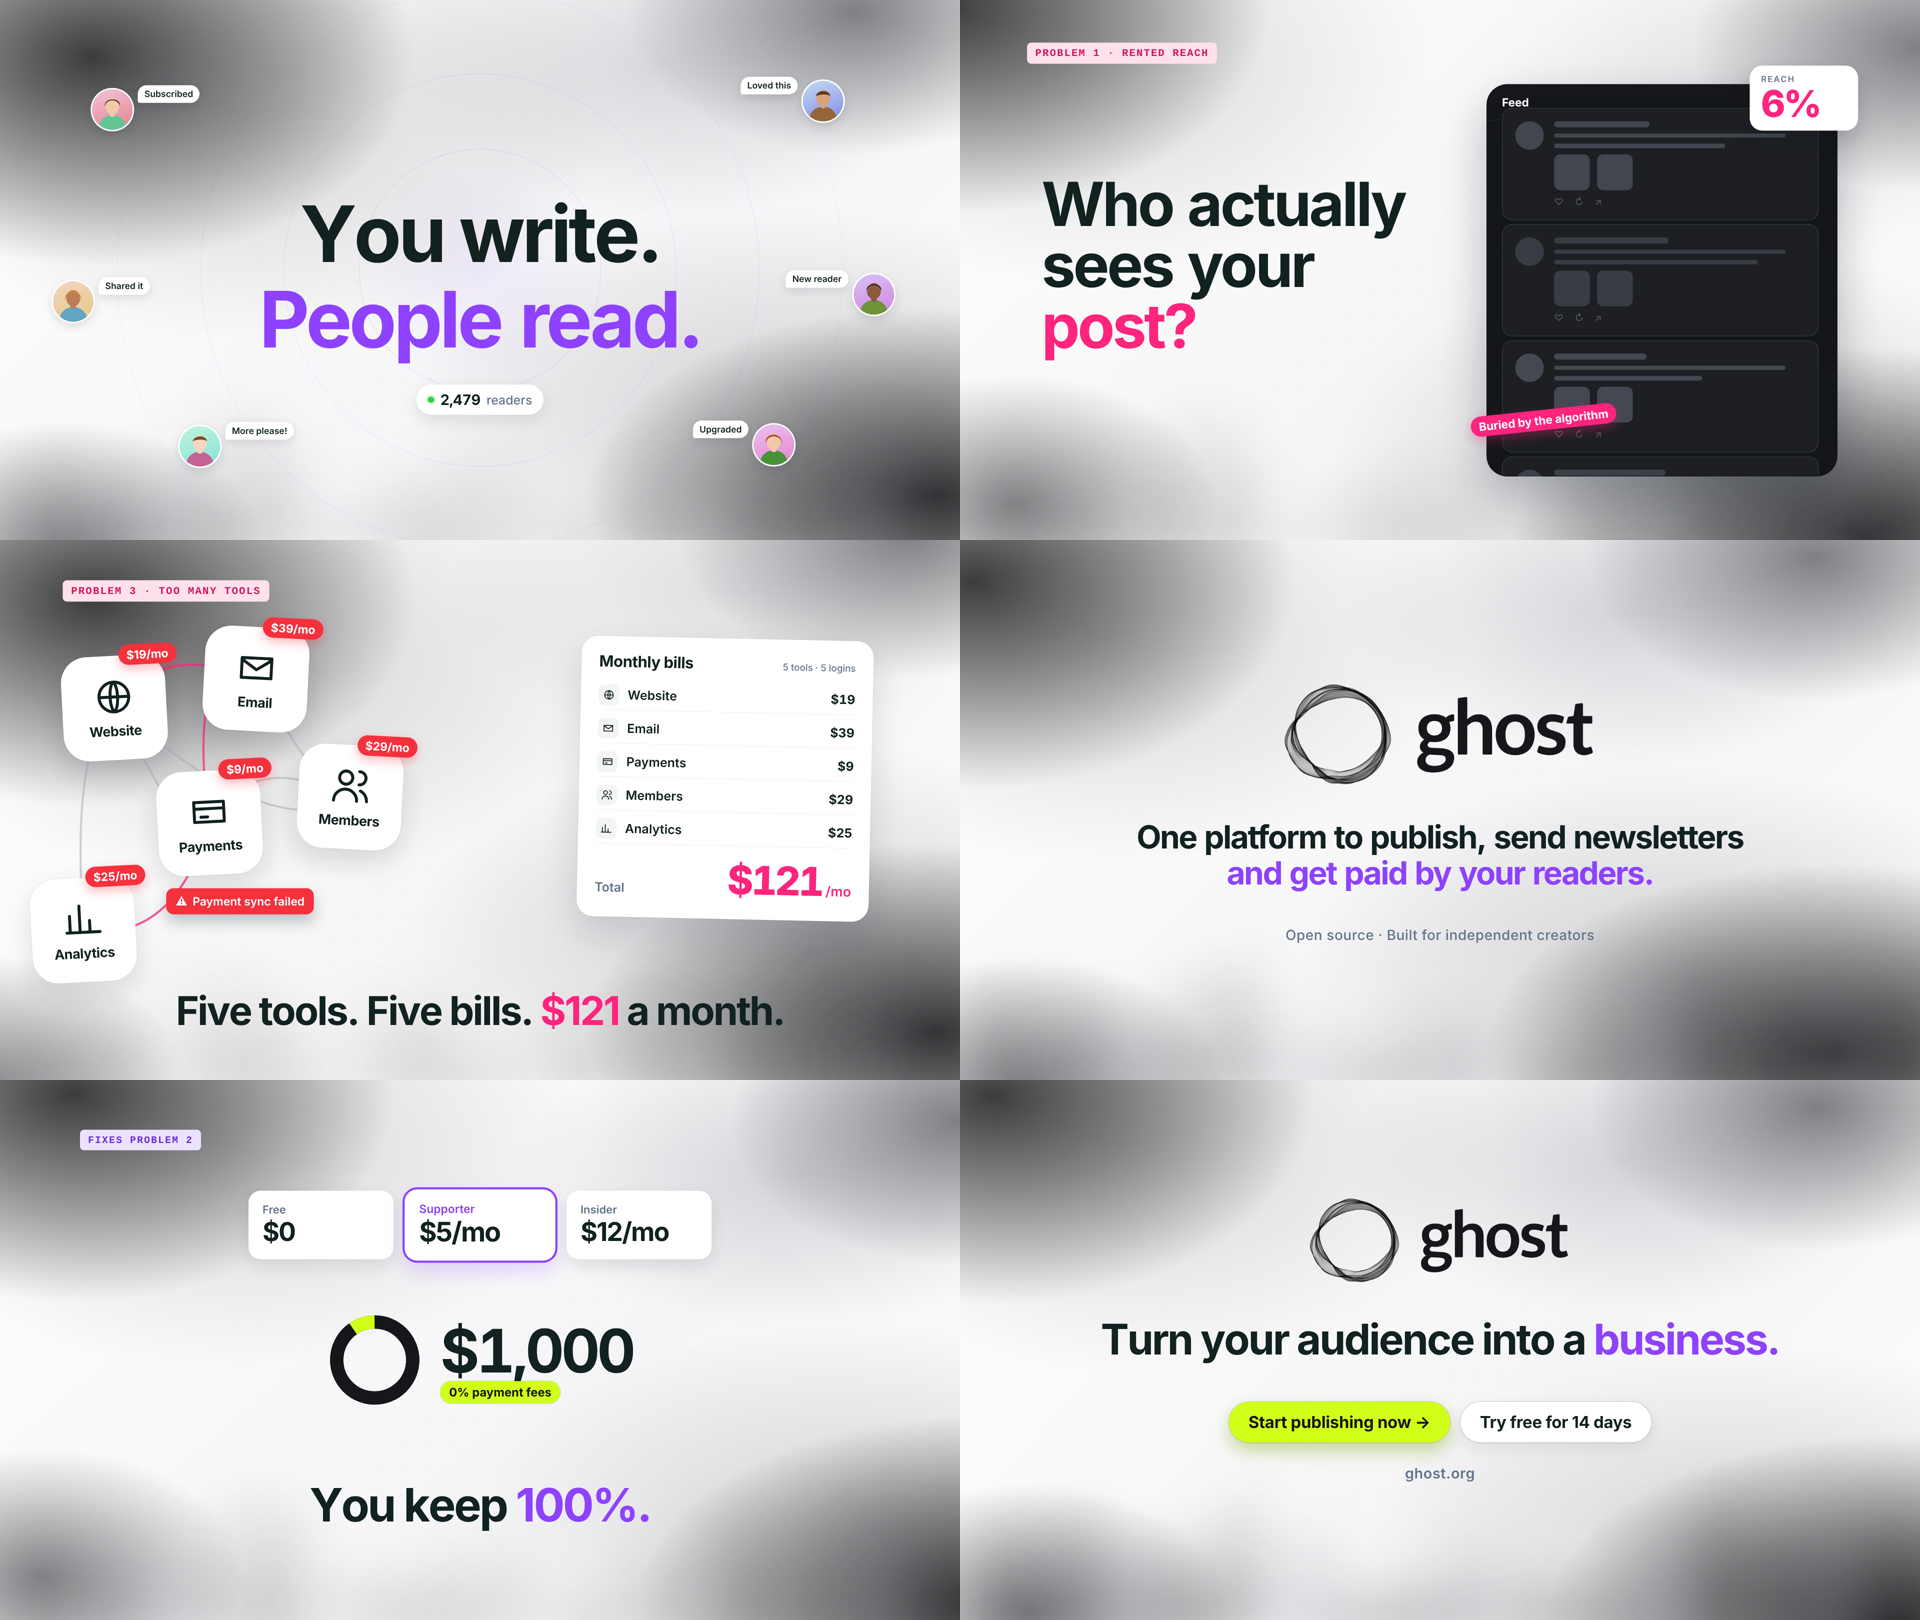 Subscribed
Loved this
You write.
People read.
Shared it
New reader
2,479 readers
More please!
Upgraded
PROBLEM 1 · RENTED REACH
Who actually
sees your
post?
Feed
REACH
6%
Buried by the algorithm
PROBLEM 3 · TOO MANY TOOLS
$19/mo
Website
$39/mo
Email
$29/mo
Members
$9/mo
Payments
$25/mo
Analytics
Payment sync failed
Monthly bills
5 tools · 5 logins
Website $19
Email $39
Payments $9
Members $29
Analytics $25
Total $121/mo
Five tools. Five bills. $121 a month.
ghost
One platform to publish, send newsletters
and get paid by your readers.
Open source · Built for independent creators
FIXES PROBLEM 2
Free
$0
Supporter
$5/mo
Insider
$12/mo
$1,000
0% payment fees
You keep 100%.
ghost
Turn your audience into a business.
Start publishing now →
Try free for 14 days
ghost.org